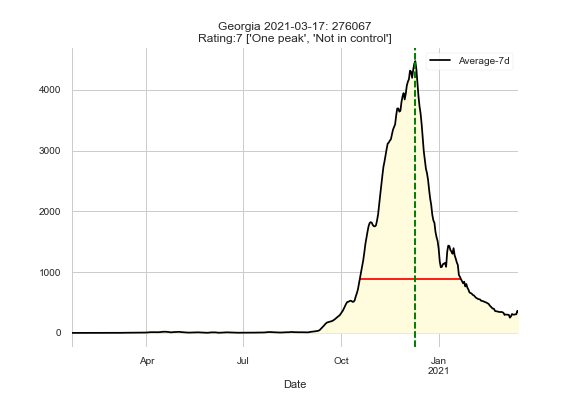 Georgia 2021-03-17: 276067
Rating:7 ['One peak', 'Not in control']
Average-7d
4000
3000
2000
1000
0
Apr
Jul
Oct
Jan
2021
Date